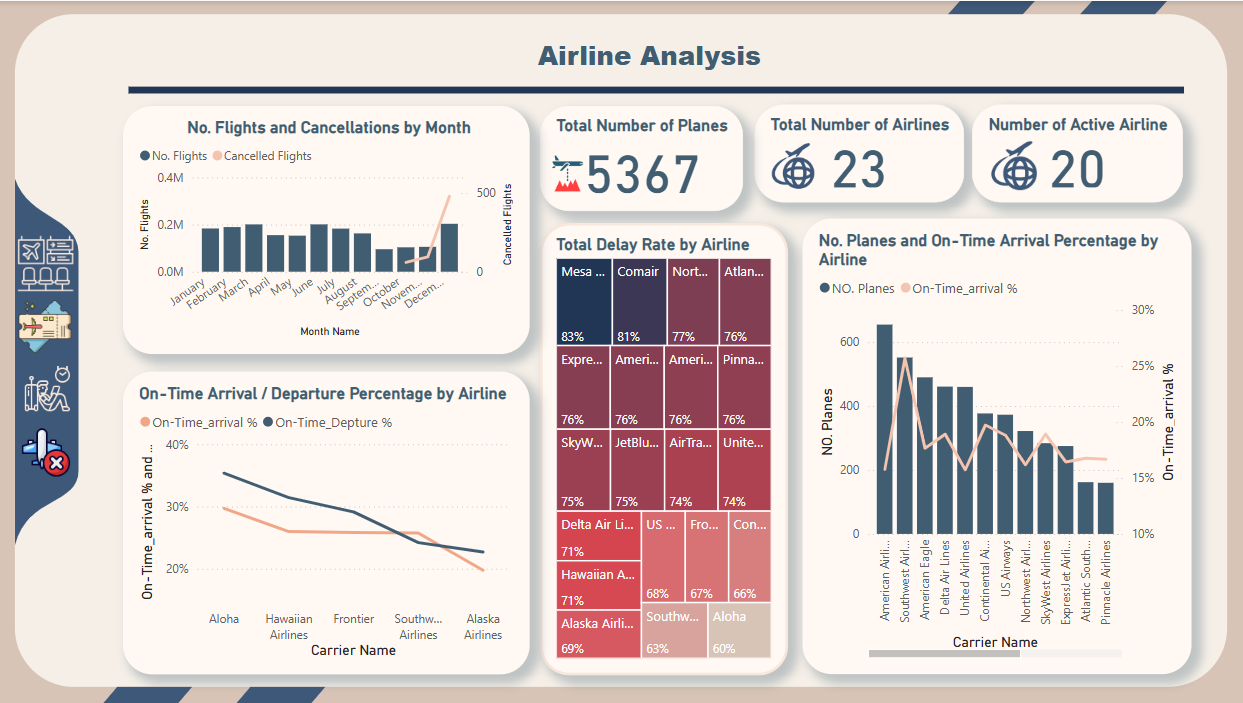 Airline Analysis
No. Flights and Cancellations by Month
No. Flights
Cancelled Flights
0.4M
0.2M
0.0M
No. Flights
500
0
Cancelled Flights
January
February
March
April
May
June
July
August
Septem...
October
Novem...
Decem...
Month Name
Total Number of Planes
5367
Total Number of Airlines
23
Number of Active Airline
20
On-Time Arrival / Departure Percentage by Airline
On-Time_arrival %
On-Time_Depture %
40%
30%
20%
On-Time_arrival % and ...
Aloha
Hawaiian
Airlines
Frontier
Southw...
Airlines
Alaska
Airlines
Carrier Name
Total Delay Rate by Airline
Mesa ...
83%
Comair
81%
Nort...
77%
Atlan...
76%
Expre...
76%
Ameri...
76%
Ameri...
76%
Pinna...
76%
SkyW...
75%
JetBlu...
75%
AirTra...
74%
Unite...
74%
Delta Air Li...
71%
Hawaiian A...
71%
Alaska Airli...
69%
US ...
68%
Fro...
67%
Con...
66%
Southw...
63%
Aloha
60%
No. Planes and On-Time Arrival Percentage by
Airline
NO. Planes
On-Time_arrival %
600
400
200
0
NO. Planes
30%
25%
20%
15%
10%
On-Time_arrival %
American Airli...
Southwest Airl...
American Eagle
Delta Air Lines
United Airlines
Continental Ai...
US Airways
Northwest Airl...
SkyWest Airlines
ExpressJet Airli...
Atlantic South...
Pinnacle Airlines
Carrier Name